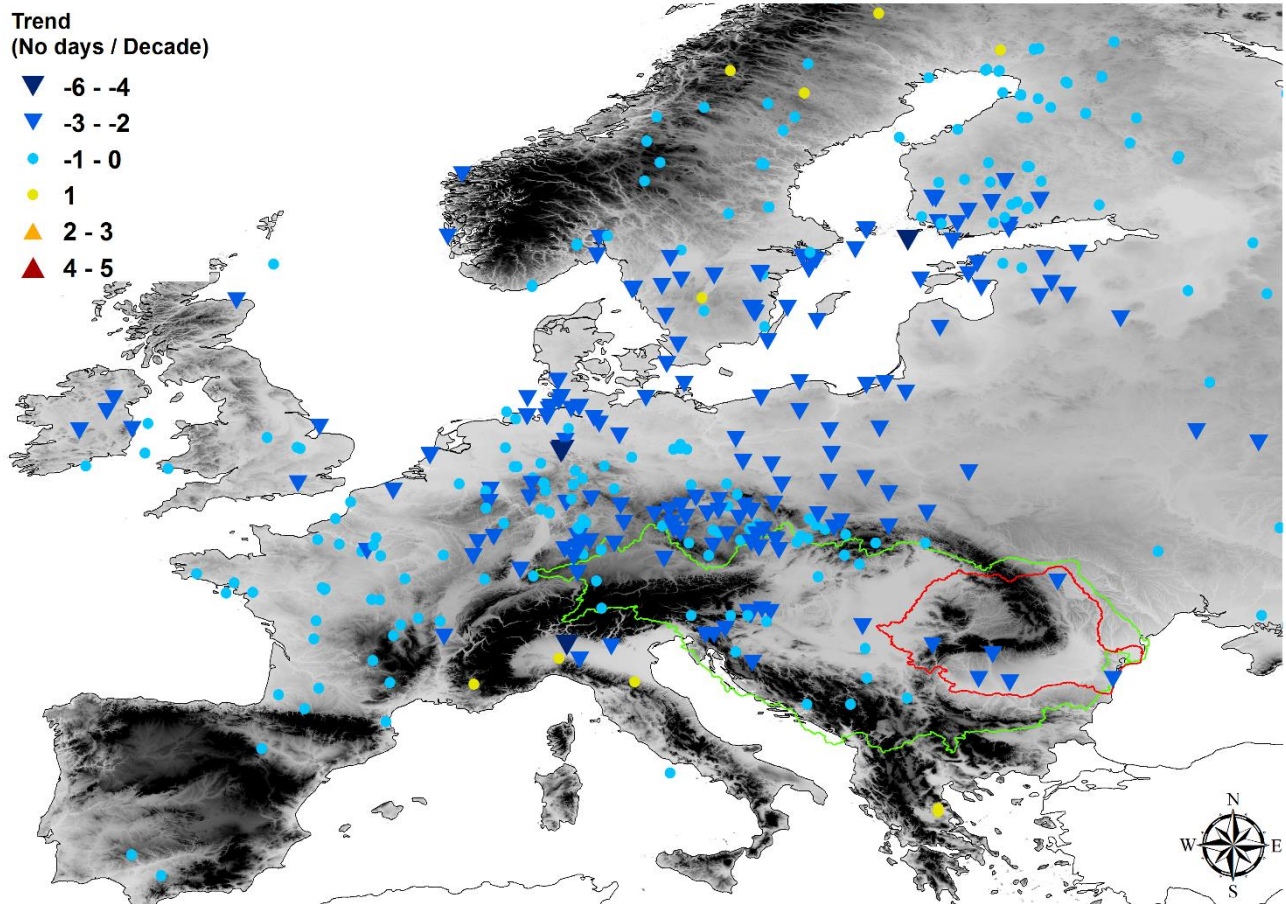 Trend
(No days / Decade)
-6 - -4
-3 - -2
-1 - 0
1
2 - 3
4 - 5
N
W E
S